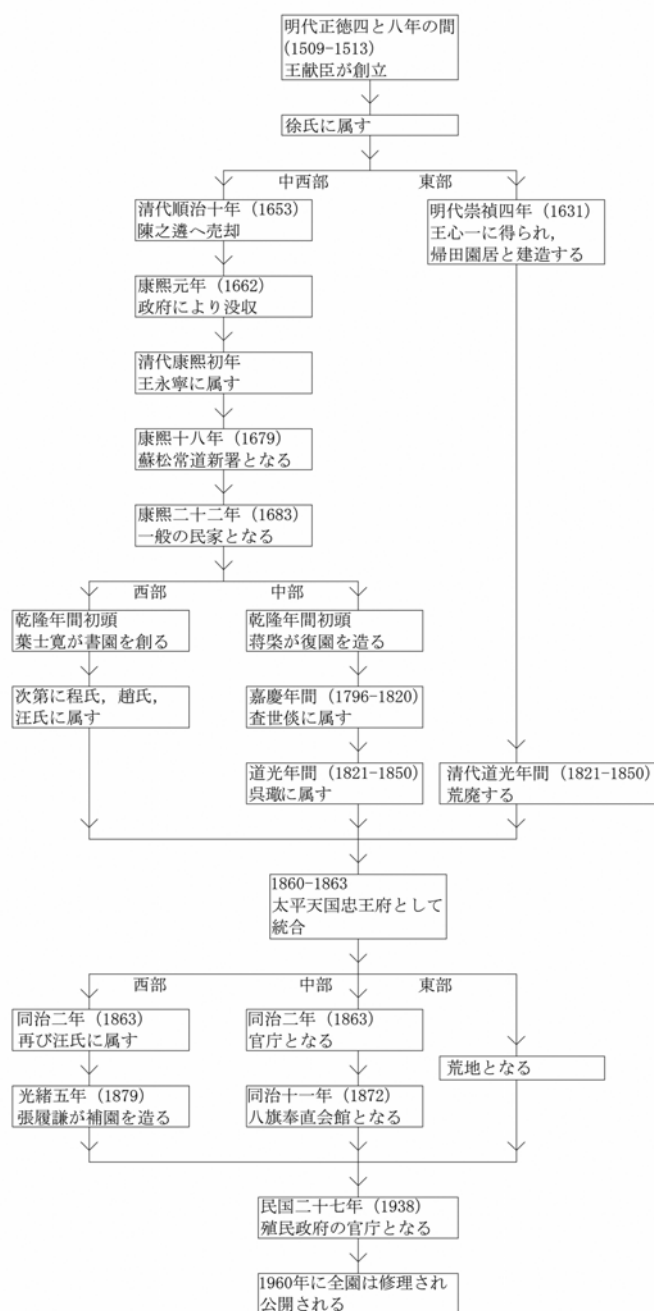 明代正徳四と八年の間
(1509-1513)
王献臣が創立
徐氏に属す
中西部
東部
清代順治十年 (1653)
陳之遴へ売却
明代崇禎四年 (1631)
王心一に得られ,
帰田園居と建造する
康熙元年 (1662)
政府により没収
清代康熙初年
王永寧に属す
康熙十八年 (1679)
蘇松常道新署となる
康熙二十二年 (1683)
一般の民家となる
西部
中部
乾隆年間初頭
葉士寛が書園を創る
乾隆年間初頭
蒋棨が復園を造る
次第に程氏, 趙氏,
汪氏に属す
嘉慶年間 (1796-1820)
査世倓に属す
道光年間 (1821-1850)
呉璥に属す
清代道光年間 (1821-1850)
荒廃する
1860-1863
太平天国忠王府として
統合
西部
中部
東部
同治二年 (1863)
再び汪氏に属す
同治二年 (1863)
官庁となる
荒地となる
光緒五年 (1879)
張履謙が補園を造る
同治十一年 (1872)
八旗奉直会館となる
民国二十七年 (1938)
殖民政府の官庁となる
1960年に全園は修理され
公開される